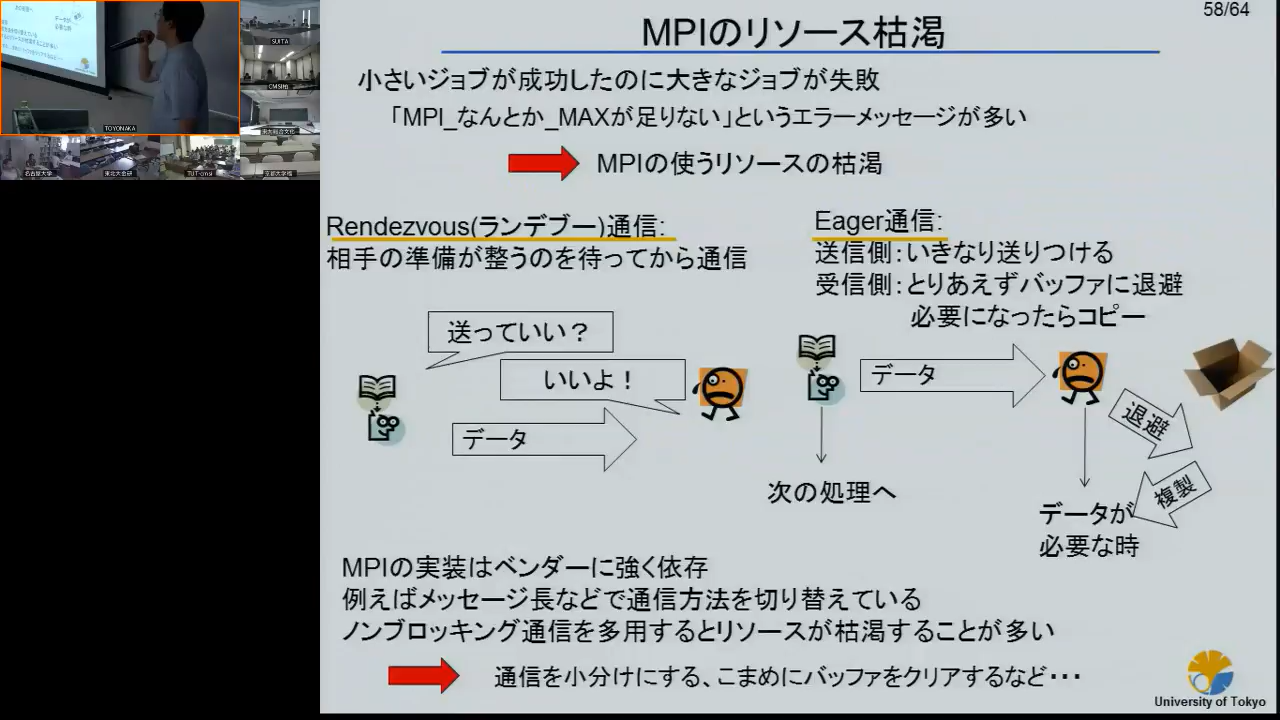 58/64
MPIのリソース枯渇
小さいジョブが成功したのに大きなジョブが失敗
「MPI_なんとか_MAXが足りない」というエラーメッセージが多い
MPIの使うリソースの枯渇
Rendezvous(ランデブー)通信:
相手の準備が整うのを待ってから通信
送っていい？
いいよ！
データ
Eager通信:
送信側：いきなり送りつける
受信側：とりあえずバッファに退避
必要になったらコピー
データ
退避
複製
次の処理へ
データが
必要な時
MPIの実装はベンダーに強く依存
例えばメッセージ長などで通信方法を切り替えている
ノンブロッキング通信を多用するとリソースが枯渇することが多い
通信を小分けにする、こまめにバッファをクリアするなど・・・
University of Tokyo
TOYONAKA
SUITA
名古屋大学
東北大金研
TUT-cmsi